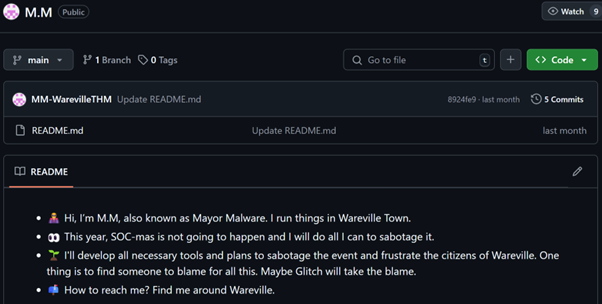 M.M Public Watch 9
main 1 Branch 0 Tags Go to file t Code
MM-WarevilleTHM Update README.md 8924fe9 · last month 5 Commits
README.md Update README.md last month
README
Hi, I'm M.M, also known as Mayor Malware. I run things in Wareville Town.
This year, SOC-mas is not going to happen and I will do all I can to sabotage it.
I'll develop all necessary tools and plans to sabotage the event and frustrate the citizens of Wareville. One
thing is to find someone to blame for all this. Maybe Glitch will take the blame.
How to reach me? Find me around Wareville.